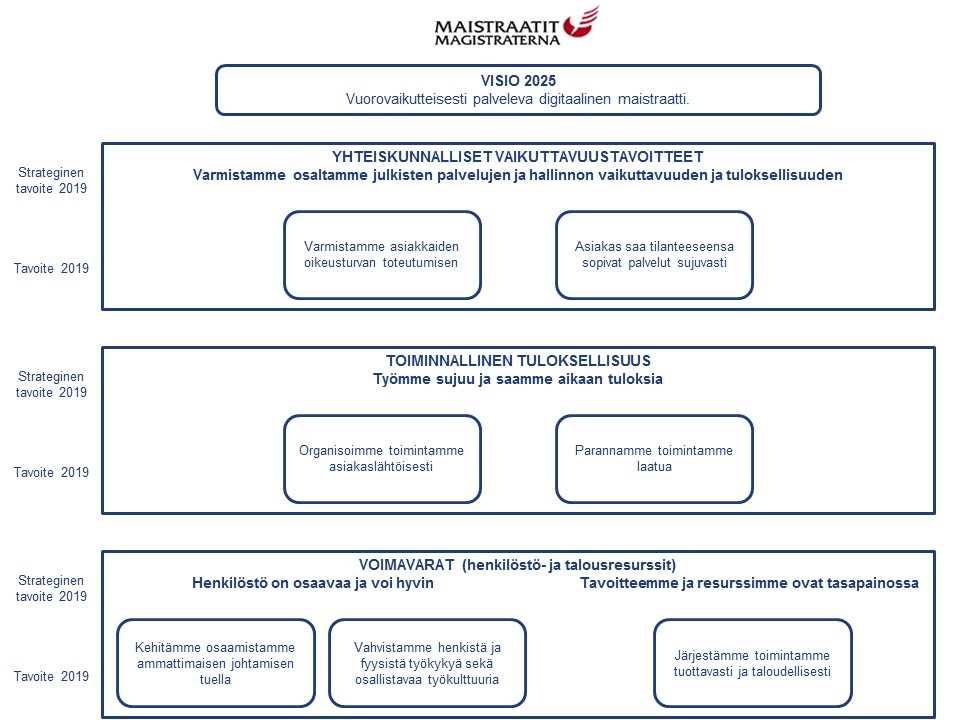 MAISTRAATIT
MAGISTRATERNA
VISIO 2025
Vuorovaikutteisesti palveleva digitaalinen maistraatti.
Strateginen
tavoite 2019
YHTEISKUNNALLISET VAIKUTTAVUUSTAVOITTEET
Varmistamme osaltamme julkisten palvelujen ja hallinnon vaikuttavuuden ja tuloksellisuuden
Tavoite 2019
Varmistamme asiakkaiden
oikeusturvan toteutumisen
Asiakas saa tilanteeseensa
sopivat palvelut sujuvasti
Strateginen
tavoite 2019
TOIMINNALLINEN TULOKSELLISUUS
Työmme sujuu ja saamme aikaan tuloksia
Tavoite 2019
Organisoimme toimintamme
asiakaslähtöisesti
Parannamme toimintamme
laatua
Strateginen
tavoite 2019
VOIMAVARAT (henkilöstö- ja talousresurssit)
Henkilöstö on osaavaa ja voi hyvin
Tavoitteemme ja resurssimme ovat tasapainossa
Tavoite 2019
Kehitämme osaamistamme
ammattimaisen johtamisen
tuella
Vahvistamme henkistä ja
fyysistä työkykyä sekä
osallistavaa työkulttuuria
Järjestämme toimintamme
tuottavasti ja taloudellisesti